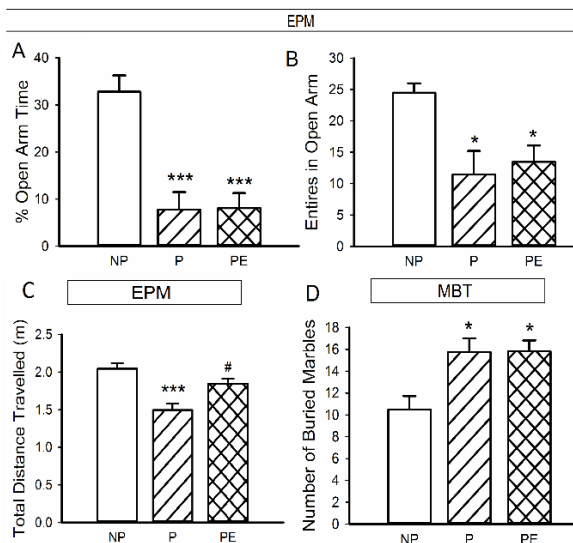 EPM
A
% Open Arm Time
40
30
20
10
0
***
***
NP P PE
B
Entires in Open Arm
30
25
20
15
10
5
0
*
*
NP P PE
C
EPM
Total Distance Travelled (m)
2.5
2.0
1.5
1.0
0.5
0.0
***
#
NP P PE
D
MBT
Number of Buried Marbles
18
16
14
12
10
8
6
4
2
0
*
*
NP P PE